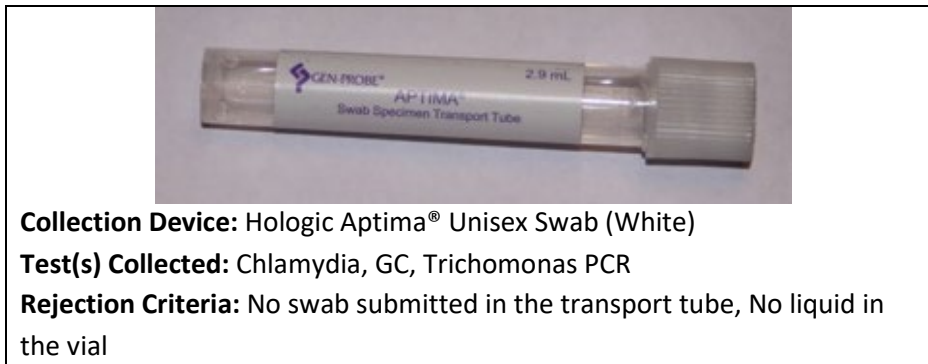 GEN-PROBE®
2.9 mL
APTIMA®
Swab Specimen Transport Tube
Collection Device: Hologic Aptima® Unisex Swab (White)
Test(s) Collected: Chlamydia, GC, Trichomonas PCR
Rejection Criteria: No swab submitted in the transport tube, No liquid in
the vial